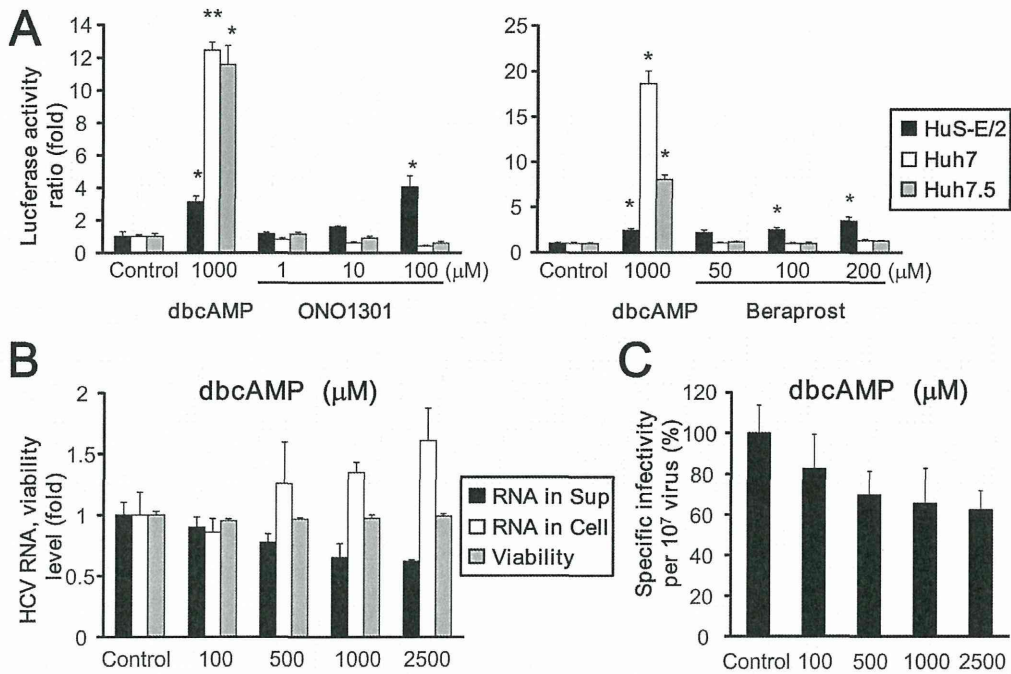 A
Luciferase activity
ratio (fold)
14
12
10
8
6
4
2
0
*
**
*
*
Control
1000
1
10
100
(μM)
dbcAMP
ONO1301
25
20
15
10
5
0
*
*
*
*
*
Control
1000
50
100
200
(μM)
dbcAMP
Beraprost
HuS-E/2
Huh7
Huh7.5
B
dbcAMP (μM)
HCV RNA, viability
level (fold)
2
1.5
1
0.5
0
Control
100
500
1000
2500
RNA in Sup
RNA in Cell
Viability
C
dbcAMP (μM)
Specific infectivity
per 10⁷ virus (%)
120
100
80
60
40
20
0
Control
100
500
1000
2500